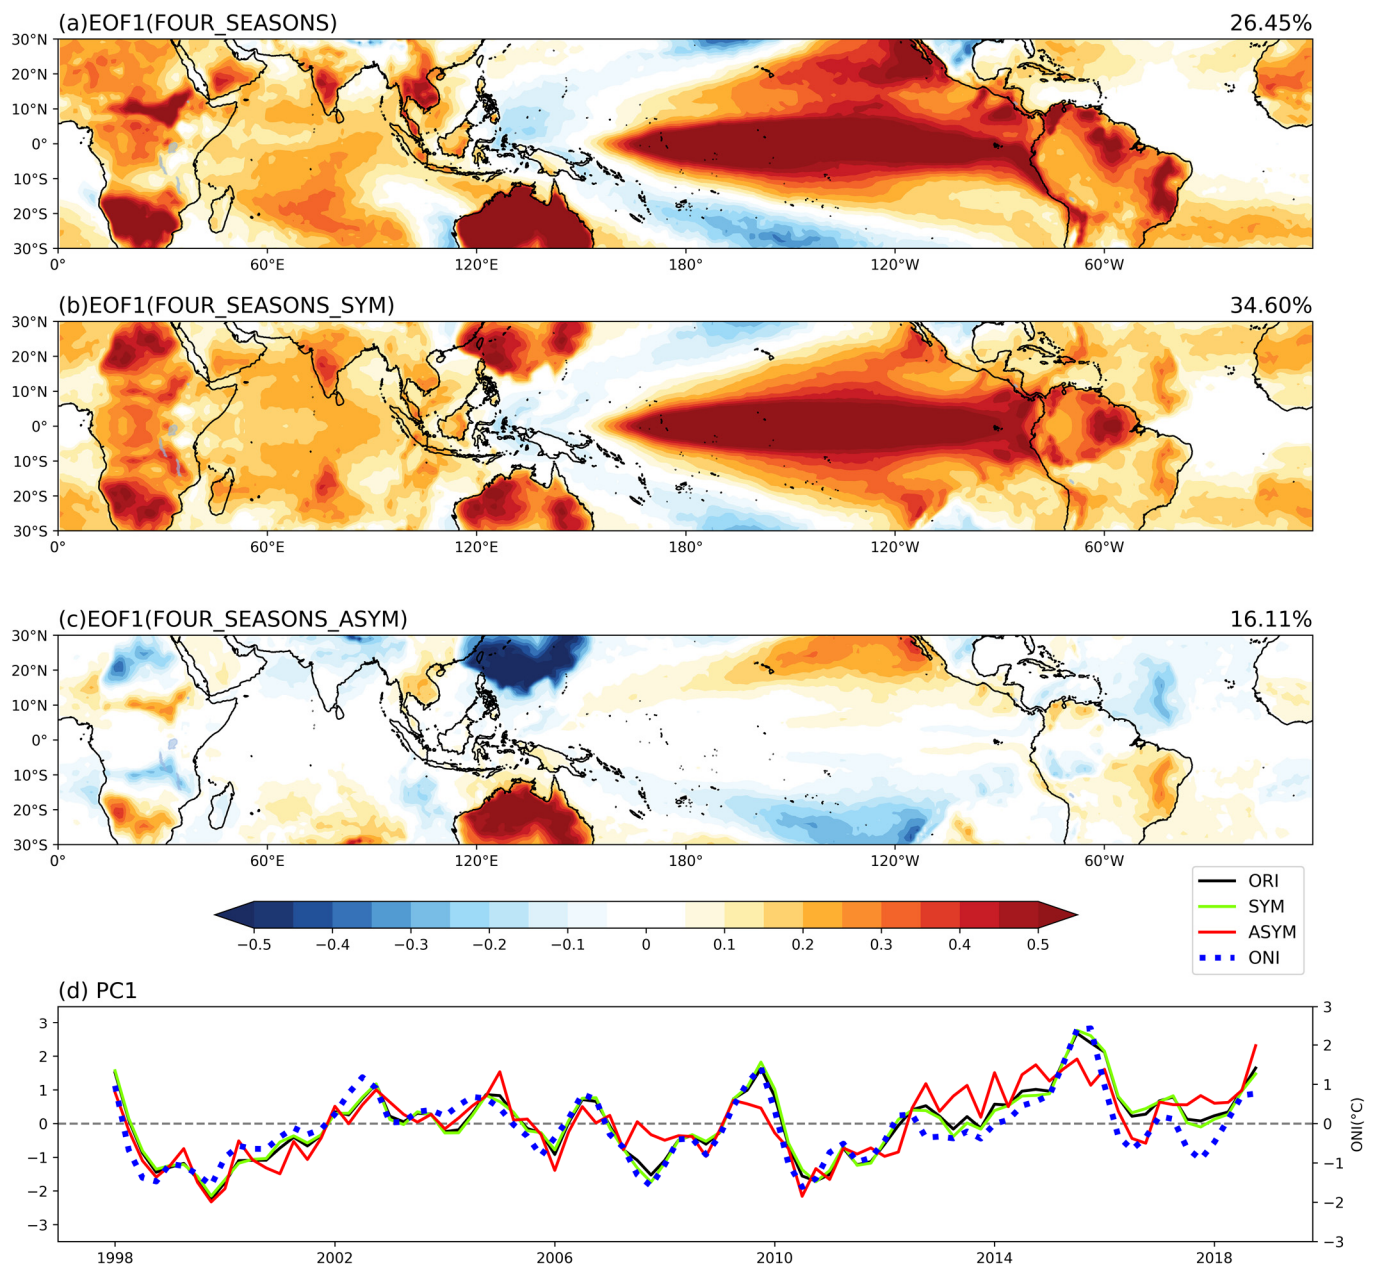 (a)EOF1(FOUR_SEASONS) 26.45%
30°N
20°N
10°N
0°
10°S
20°S
30°S
0° 60°E 120°E 180° 120°W 60°W
(b)EOF1(FOUR_SEASONS_SYM) 34.60%
30°N
20°N
10°N
0°
10°S
20°S
30°S
0° 60°E 120°E 180° 120°W 60°W
(c)EOF1(FOUR_SEASONS_ASYM) 16.11%
30°N
20°N
10°N
0°
10°S
20°S
30°S
0° 60°E 120°E 180° 120°W 60°W
−0.5 −0.4 −0.3 −0.2 −0.1 0 0.1 0.2 0.3 0.4 0.5
ORI
SYM
ASYM
ONI
(d) PC1
3
2
1
0
−1
−2
−3
3
2
1
0
−1
−2
−3
ONI(°C)
1998 2002 2006 2010 2014 2018